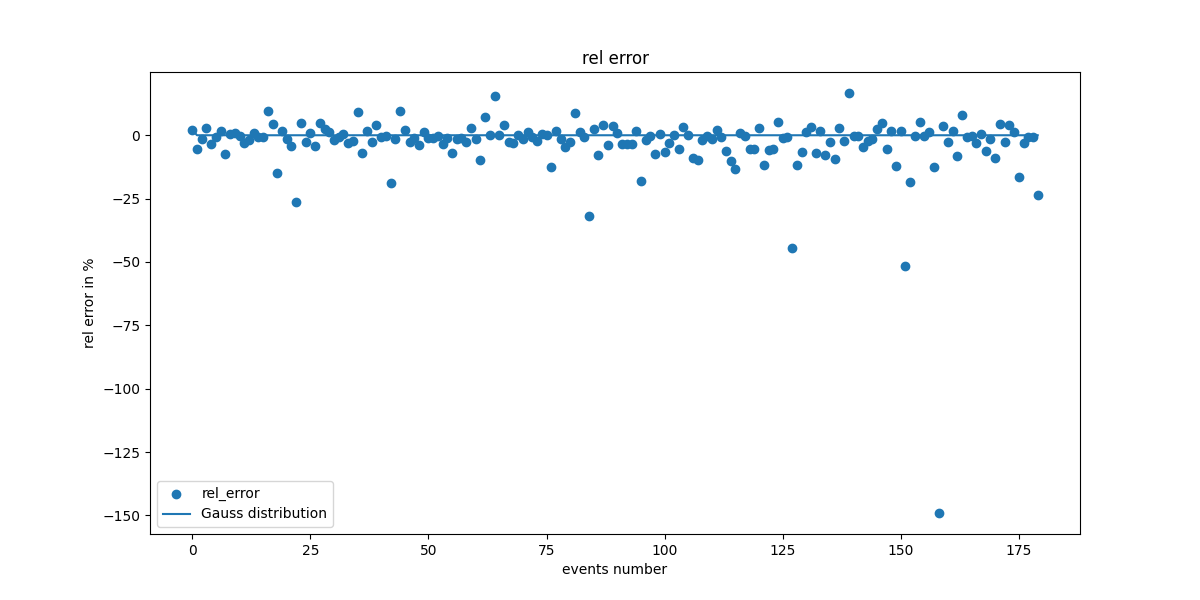 rel error
rel error in %
0
−25
−50
−75
−100
−125
−150
rel_error
Gauss distribution
0 25 50 75 100 125 150 175
events number